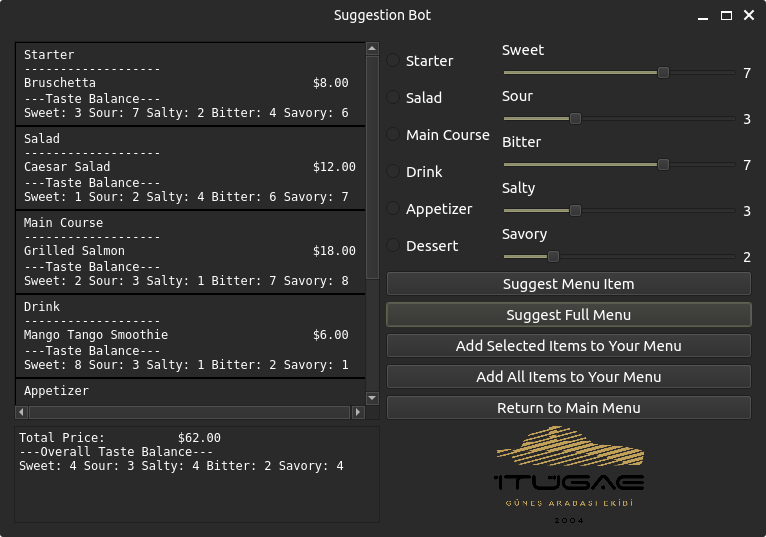 Suggestion Bot
Starter
-------------------
Bruschetta $8.00
---Taste Balance---
Sweet: 3 Sour: 7 Salty: 2 Bitter: 4 Savory: 6
Salad
-------------------
Caesar Salad $12.00
---Taste Balance---
Sweet: 1 Sour: 2 Salty: 4 Bitter: 6 Savory: 7
Main Course
-------------------
Grilled Salmon $18.00
---Taste Balance---
Sweet: 2 Sour: 3 Salty: 1 Bitter: 7 Savory: 8
Drink
-------------------
Mango Tango Smoothie $6.00
---Taste Balance---
Sweet: 8 Sour: 3 Salty: 1 Bitter: 2 Savory: 1
Appetizer
Total Price: $62.00
---Overall Taste Balance---
Sweet: 4 Sour: 3 Salty: 4 Bitter: 2 Savory: 4
Starter
Salad
Main Course
Drink
Appetizer
Dessert
Sweet
7
Sour
3
Bitter
7
Salty
3
Savory
2
Suggest Menu Item
Suggest Full Menu
Add Selected Items to Your Menu
Add All Items to Your Menu
Return to Main Menu
İTÜGAE
GÜNEŞ ARABASI EKİBİ
2004